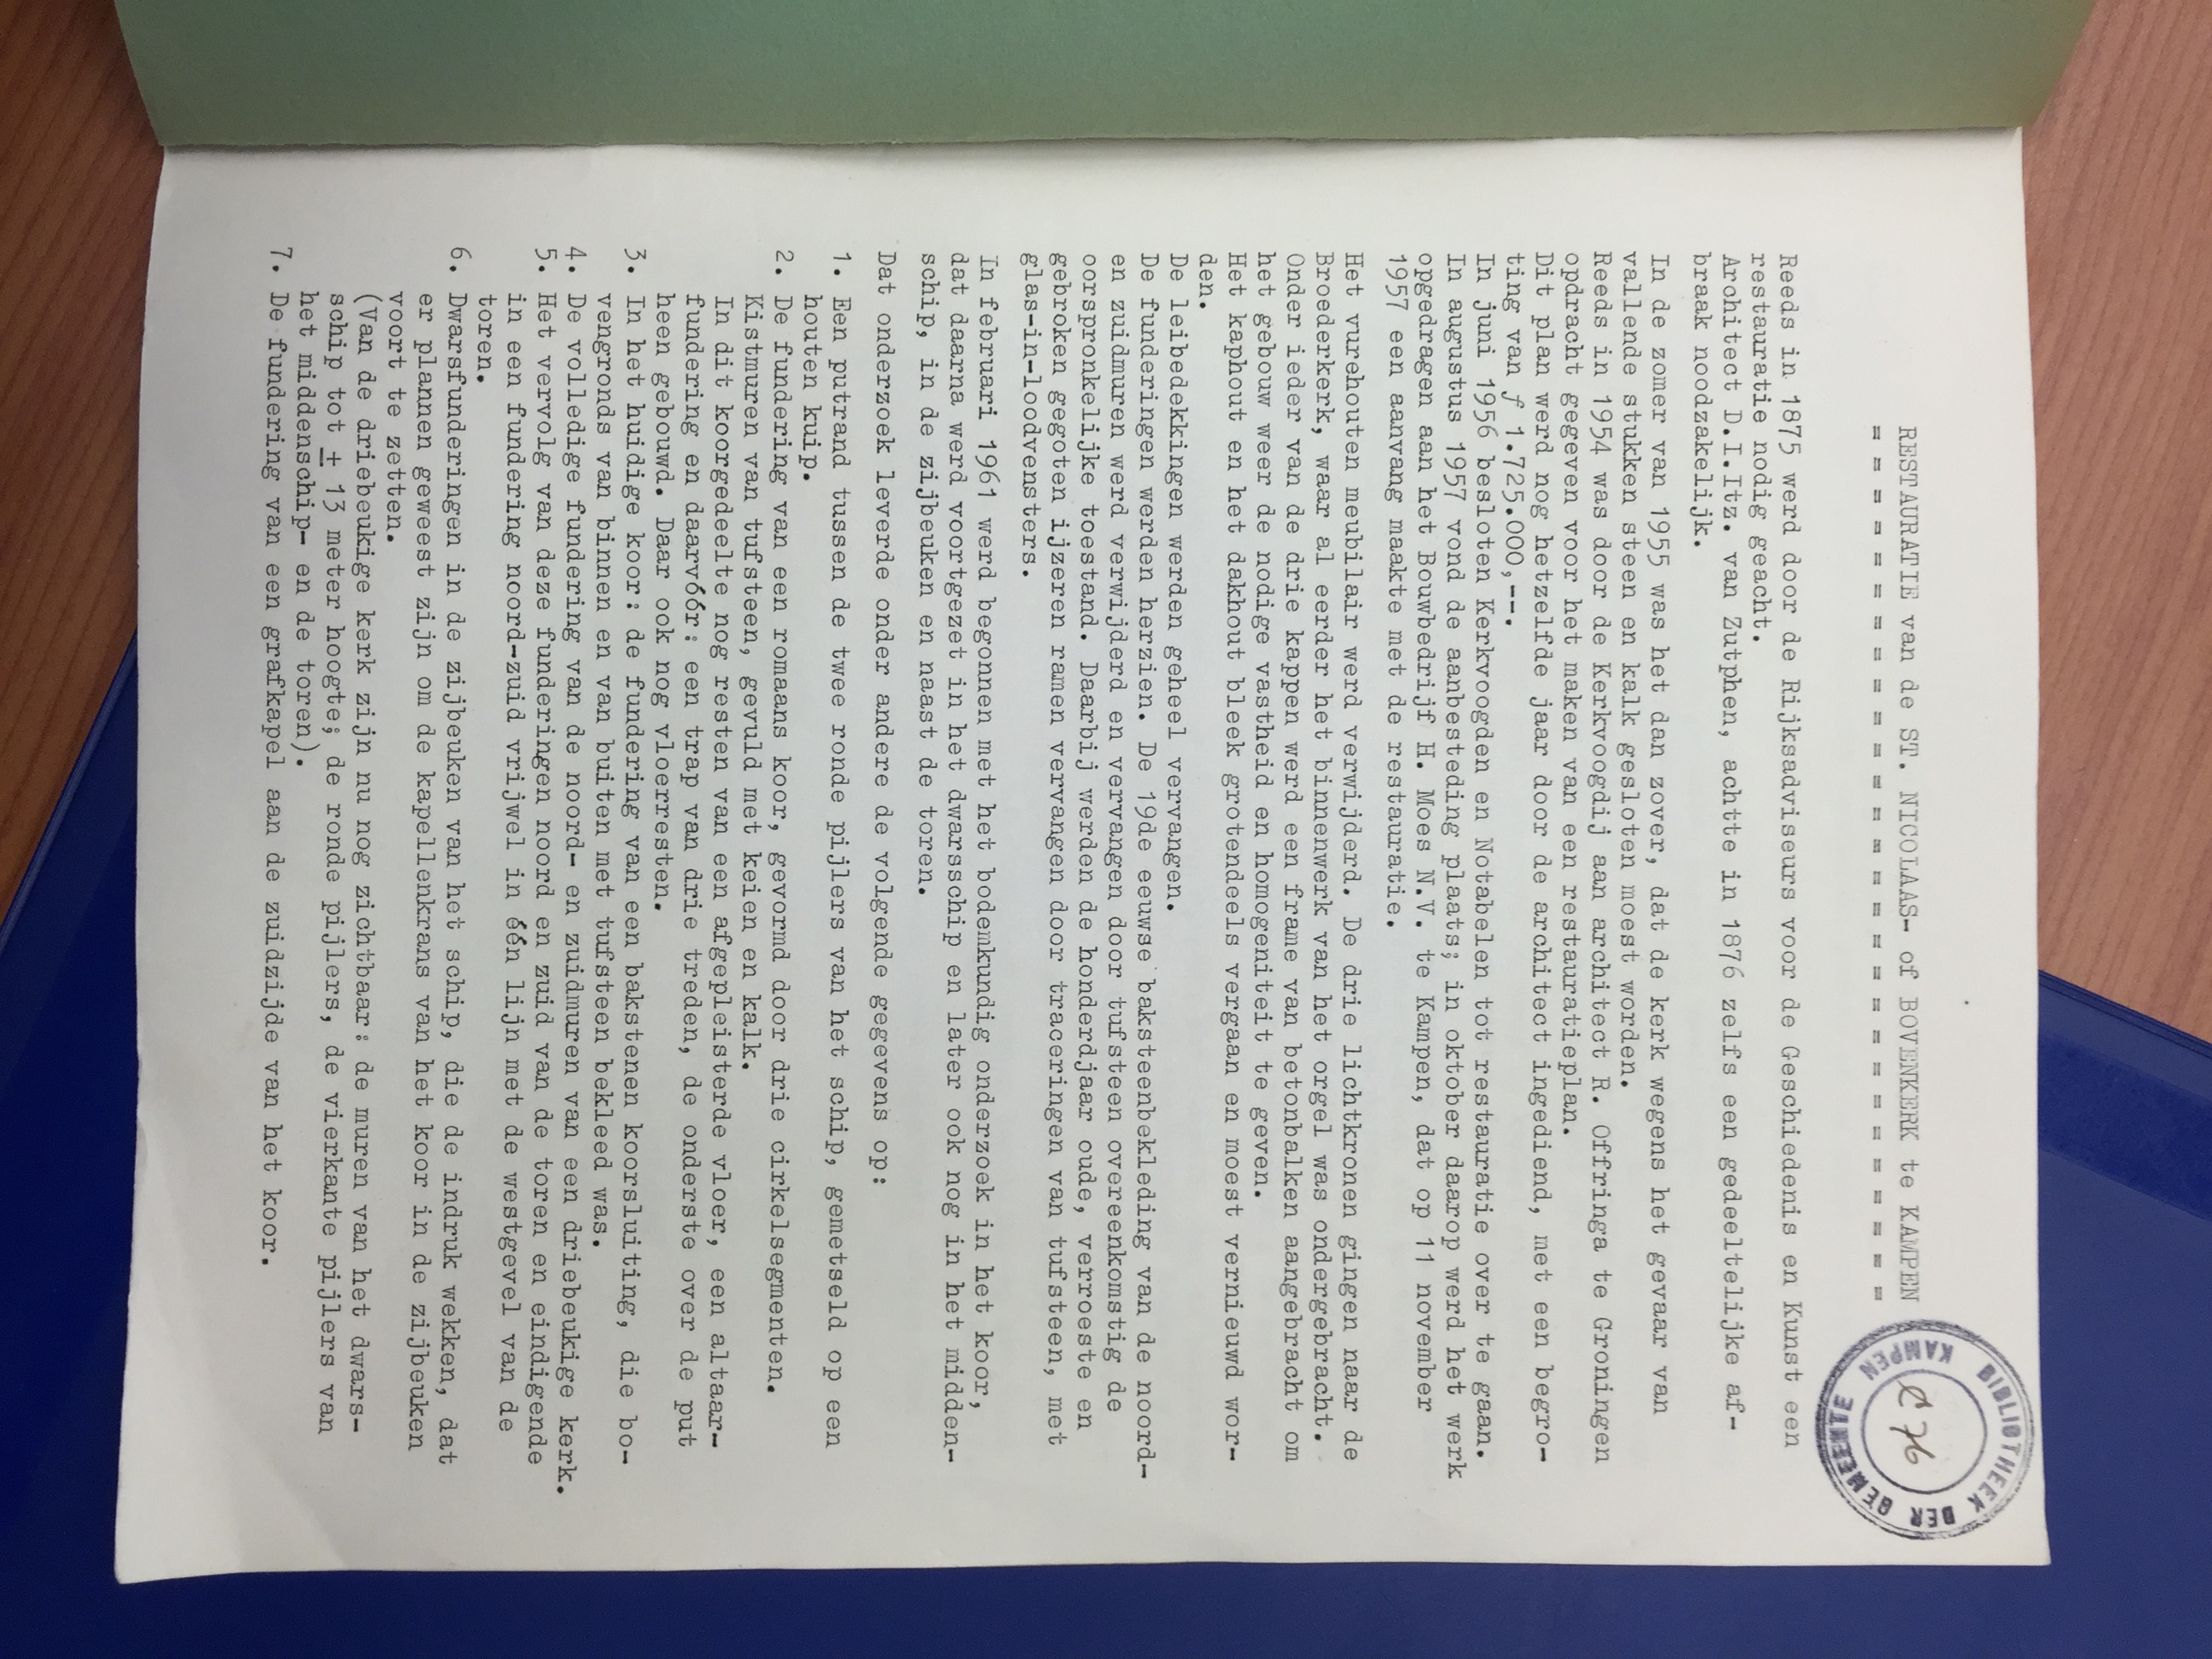 RESTAURATIE van de ST. NICOLAAS- of BOVENKERK te KAMPEN
= = = = = = = = = = = = = = = = = = = =
BIBLIOTHEEK DER GEMEENTE KAMPEN
C 76
Reeds in 1875 werd door de Rijksadviseurs voor de Geschiedenis en Kunst een
restauratie nodig geacht.
Architect D.I.Itz. van Zutphen, achtte in 1876 zelfs een gedeeltelijke af-
braak noodzakelijk.
In de zomer van 1955 was het dan zover, dat de kerk wegens het gevaar van
vallende stukken steen en kalk gesloten moest worden.
Reeds in 1954 was door de Kerkvoogdij aan architect R. Offringa te Groningen
opdracht gegeven voor het maken van een restauratieplan.
Dit plan werd nog hetzelfde jaar door de architect ingediend, met een begro-
ting van ƒ 1.725.000,--.
In juni 1956 besloten Kerkvoogden en Notabelen tot restauratie over te gaan.
In augustus 1957 vond de aanbesteding plaats; in oktober daarop werd het werk
opgedragen aan het Bouwbedrijf H. Moes N.V. te Kampen, dat op 11 november
1957 een aanvang maakte met de restauratie.
Het vurehouten meubilair werd verwijderd. De drie lichtkronen gingen naar de
Broederkerk, waar al eerder het binnenwerk van het orgel was ondergebracht.
Onder ieder van de drie kappen werd een frame van betonbalken aangebracht om
het gebouw weer de nodige vastheid en homogeniteit te geven.
Het kaphout en het dakhout bleek grotendeels vergaan en moest vernieuwd wor-
den.
De leibedekkingen werden geheel vervangen.
De funderingen werden herzien. De 19de eeuwse baksteenbekleding van de noord-
en zuidmuren werd verwijderd en vervangen door tufsteen overeenkomstig de
oorspronkelijke toestand. Daarbij werden de honderdjaar oude, verroeste en
gebroken gegoten ijzeren ramen vervangen door traceringen van tufsteen, met
glas-in-loodvensters.
In februari 1961 werd begonnen met het bodemkundig onderzoek in het koor,
dat daarna werd voortgezet in het dwarsschip en later ook nog in het midden-
schip, in de zijbeuken en naast de toren.
Dat onderzoek leverde onder andere de volgende gegevens op:
1. Een putrand tussen de twee ronde pijlers van het schip, gemetseld op een
houten kuip.
2. De fundering van een romaans koor, gevormd door drie cirkelsegmenten.
Kistmuren van tufsteen, gevuld met keien en kalk.
In dit koorgedeelte nog resten van een afgepleisterde vloer, een altaar-
fundering en daarvóór: een trap van drie treden, de onderste over de put
heen gebouwd. Daar ook nog vloerresten.
3. In het huidige koor: de fundering van een bakstenen koorsluiting, die bo-
vengronds van binnen en van buiten met tufsteen bekleed was.
4. De volledige fundering van de noord- en zuidmuren van een driebeukige kerk.
5. Het vervolg van deze funderingen noord en zuid van de toren en eindigende
in een fundering noord-zuid vrijwel in één lijn met de westgevel van de
toren.
6. Dwarsfunderingen in de zijbeuken van het schip, die de indruk wekken, dat
er plannen geweest zijn om de kapellenkrans van het koor in de zijbeuken
voort te zetten.
(Van de driebeukige kerk zijn nu nog zichtbaar: de muren van het dwars-
schip tot ± 13 meter hoogte; de ronde pijlers, de vierkante pijlers van
het middenschip- en de toren).
7. De fundering van een grafkapel aan de zuidzijde van het koor.